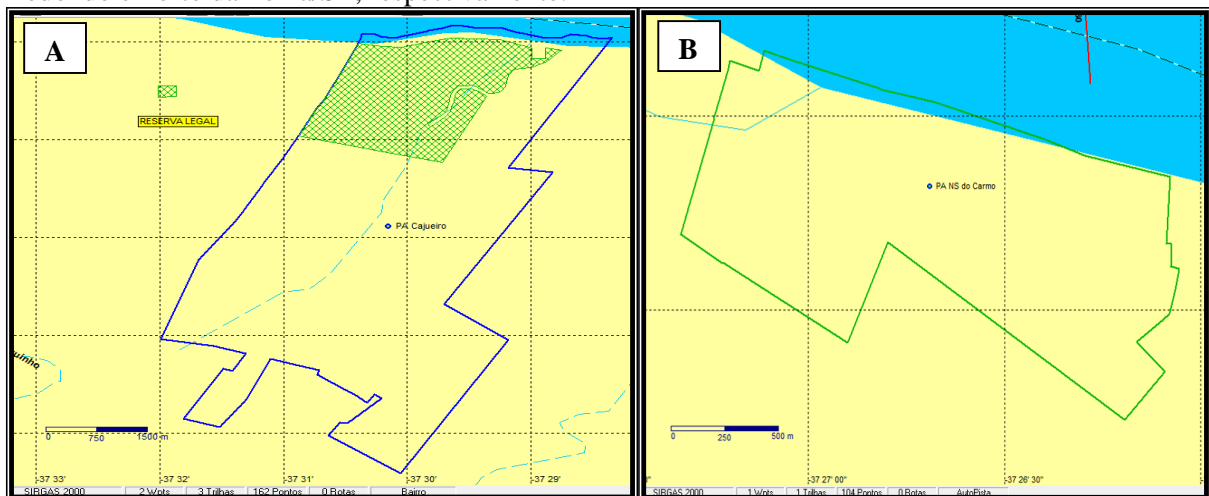 A
RESERVA LEGAL
PA Cajueiro
uinho
0 750 1500 m
-37 33 -37 32 -37 31 -37 30 -37 29
SIRGAS 2000 2 Wpts 3 Trilhas 162 Pontos 0 Rotas Bairro
B
PA NS do Carmo
0 250 500 m
-37 27 00" -37 26 30"
SIRGAS 2000 1 Wpts 1 Trilhas 104 Pontos 0 Rotas AutoPista